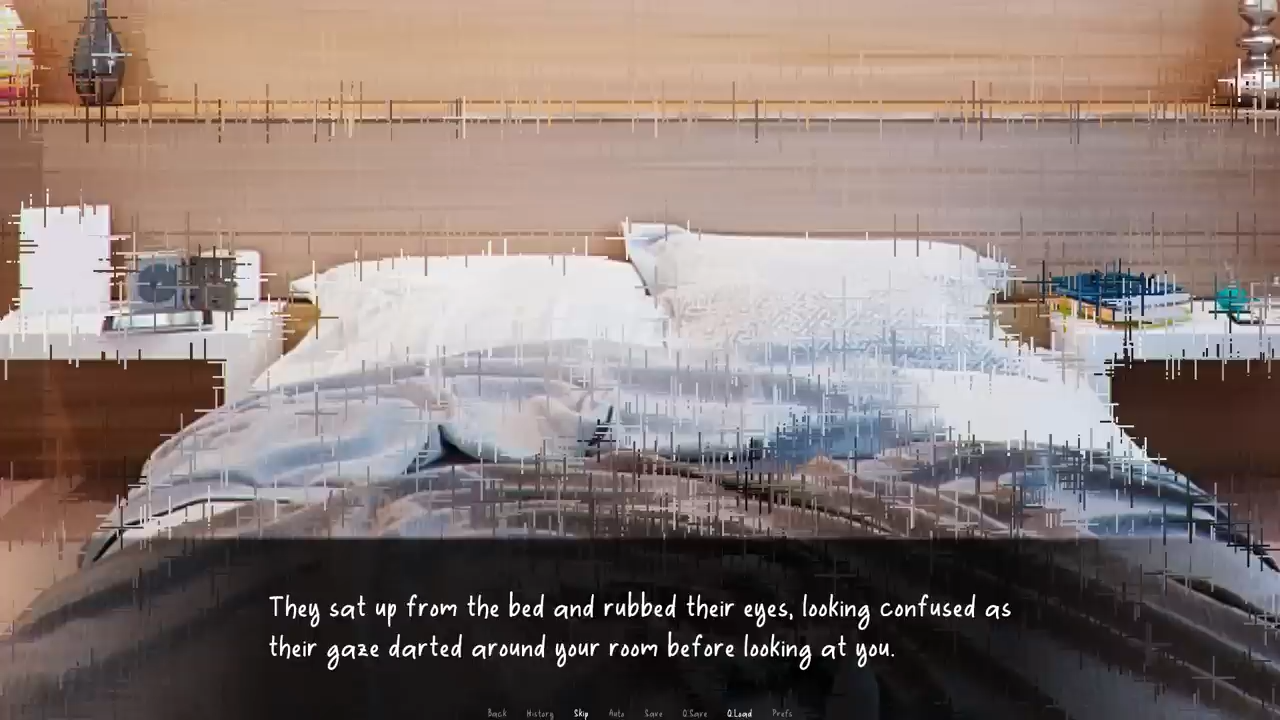 They sat up from the bed and rubbed their eyes, looking confused as
their gaze darted around your room before looking at you.
Back History Skip Auto Save Q.Save Q.Load Prefs